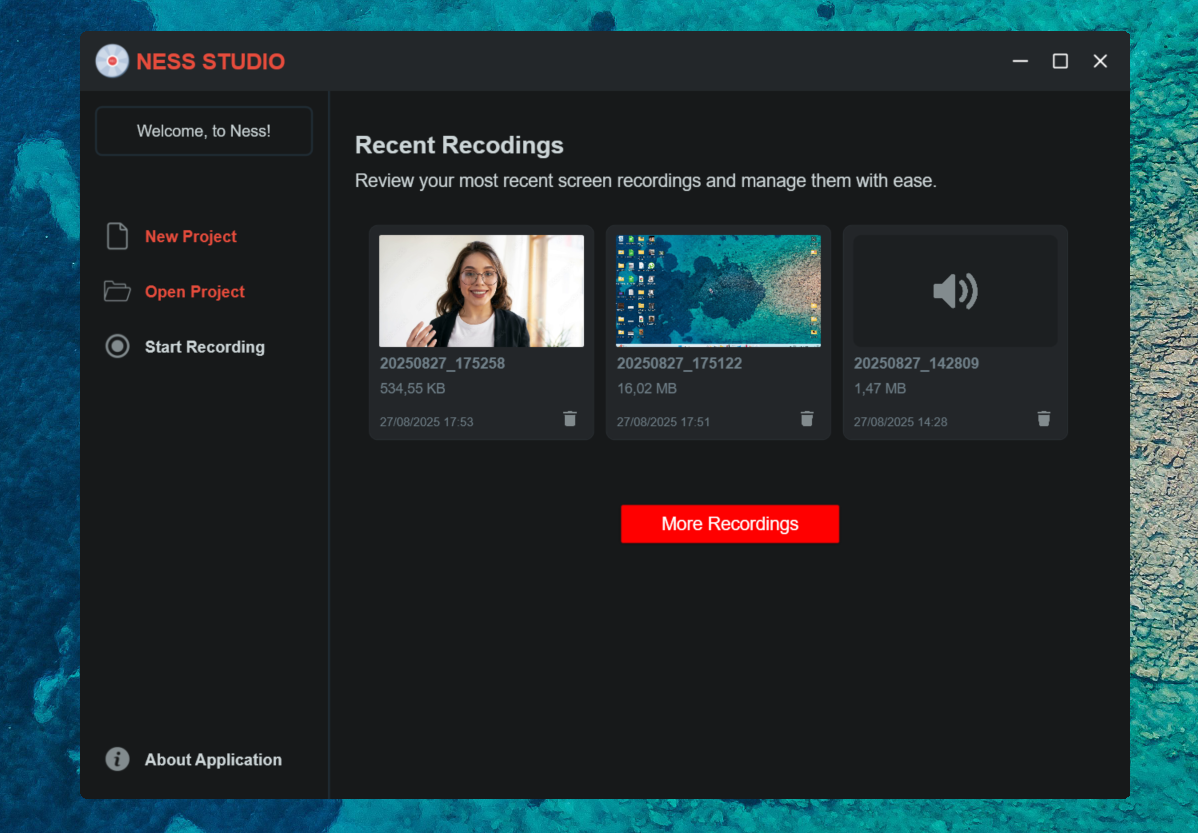 NESS STUDIO
Welcome, to Ness!
New Project
Open Project
Start Recording
About Application
Recent Recodings
Review your most recent screen recordings and manage them with ease.
20250827_175258
534,55 KB
27/08/2025 17:53
20250827_175122
16,02 MB
27/08/2025 17:51
20250827_142809
1,47 MB
27/08/2025 14:28
More Recordings